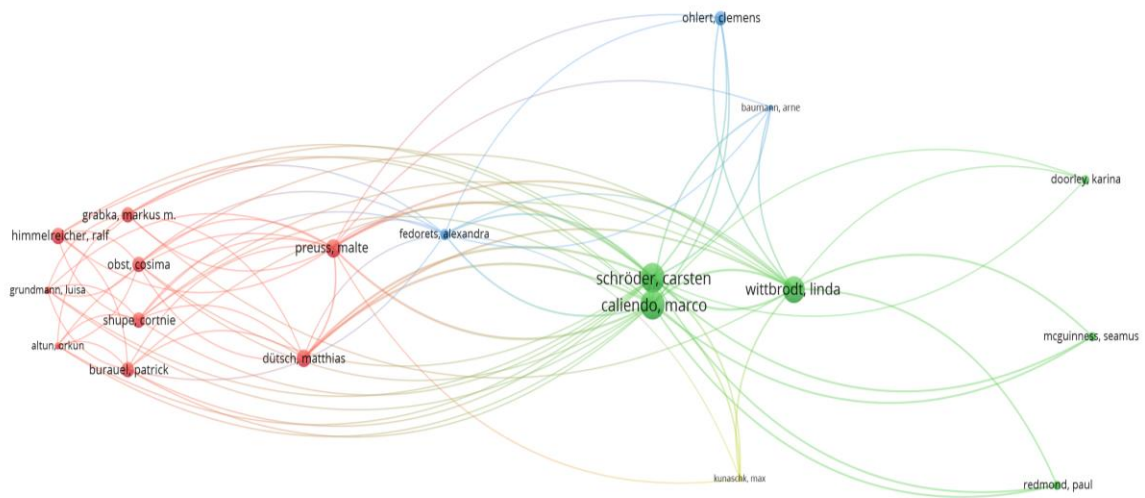 ohlert, clemens
baumann, arne
doorley, karina
grabka, markus m.
himmelreicher, ralf
fedorets, alexandra
preuss, malte
obst, cosima
schröder, carsten
grundmann, luisa
wittbrodt, linda
caliendo, marco
shupe, cortnie
mcguinness, seamus
altun, orkun
dütsch, matthias
burauel, patrick
kunaschk, max
redmond, paul